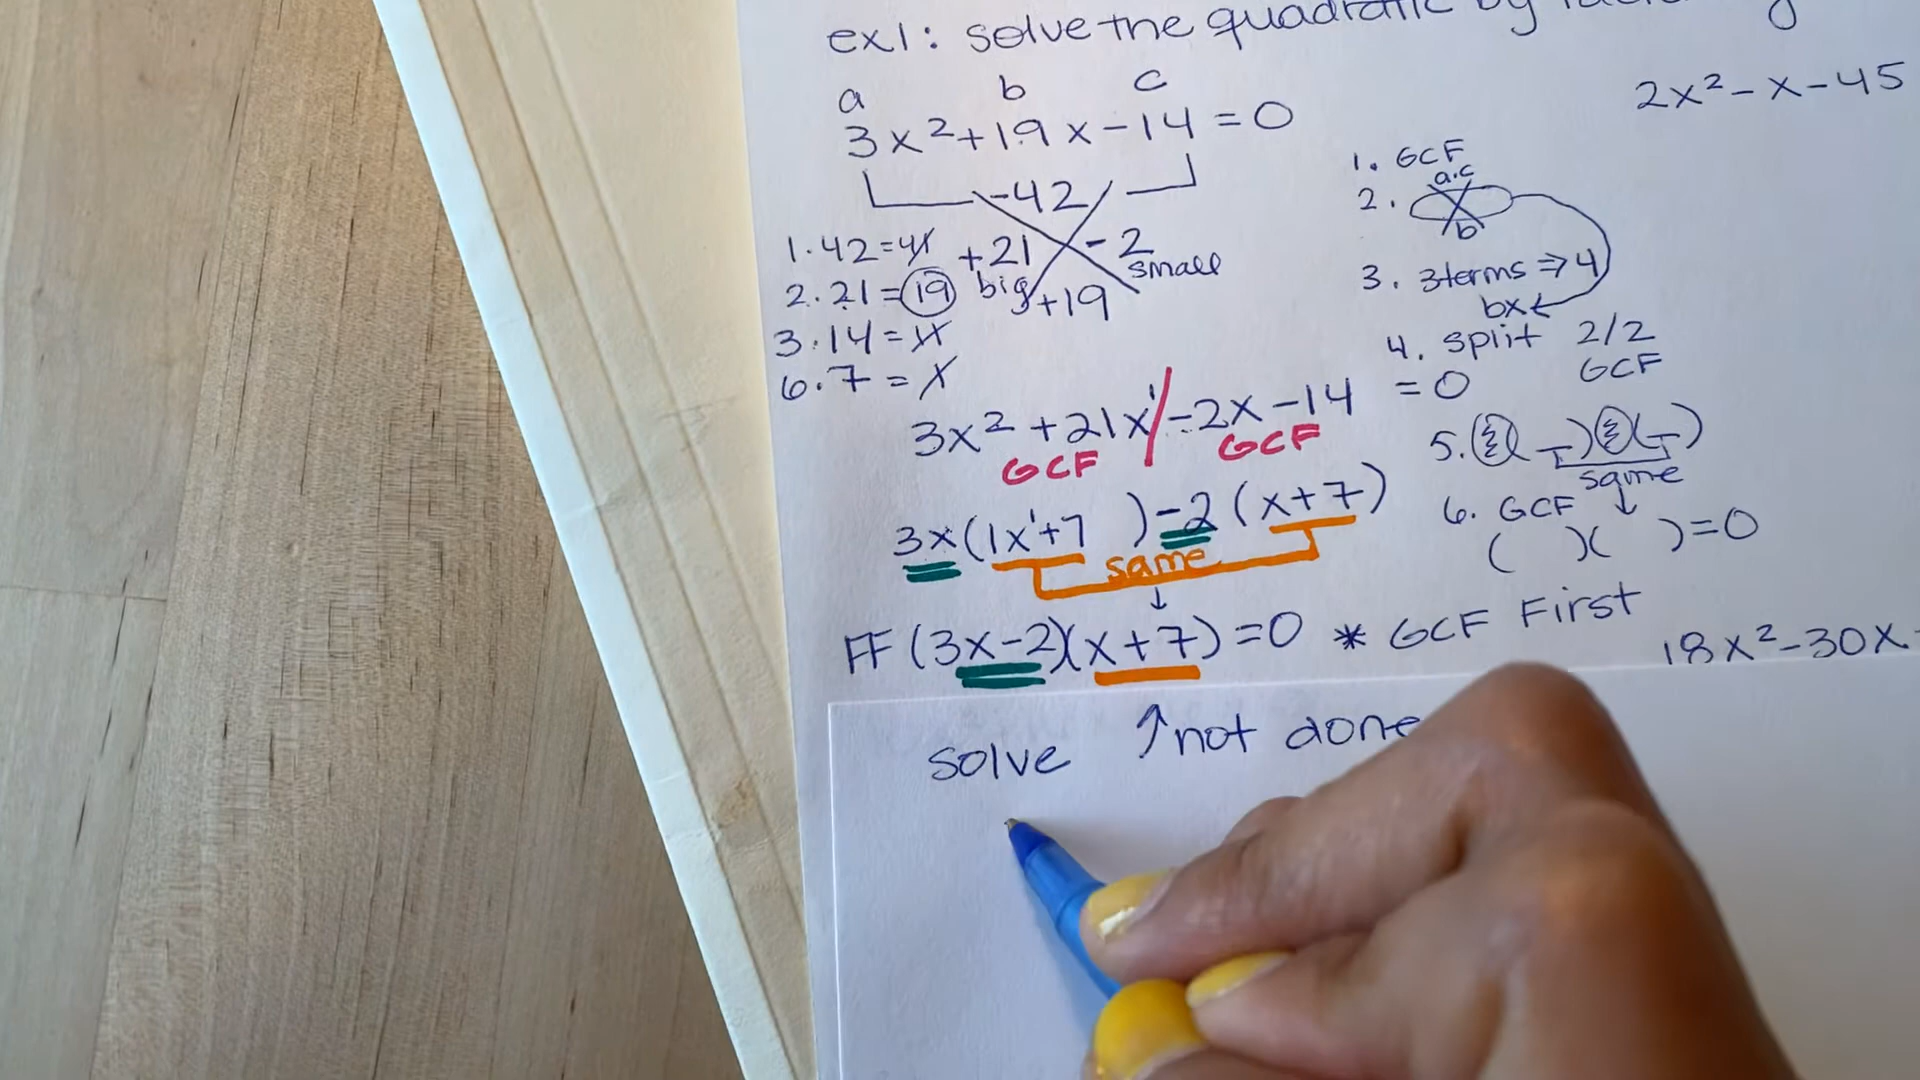 ex1: solve the quadratic by
a b c
3x²+19x-14=0
-42
1·42=41 +21 -2
big small
2·21=19 +19
3·14=11
6·7=1
3x²+21x-2x-14 =0
GCF GCF
3x(1x+7 )-2(x+7)
same
↓
FF (3x-2)(x+7)=0 * GCF First
solve ↑not done
2x²-x-45
1. GCF
2. a·c
b
3. 3terms ⇒ 4
bx
4. split 2/2
GCF
5. ( )( )
same
6. GCF ↓
( )( )=0
18x²-30x